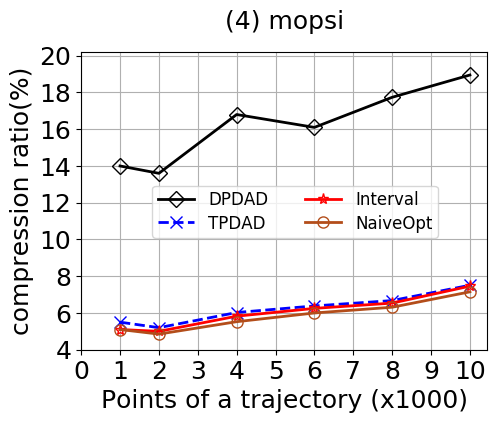 (4) mopsi
compression ratio(%)
20
18
16
14
12
10
8
6
4
DPDAD
TPDAD
Interval
NaiveOpt
0 1 2 3 4 5 6 7 8 9 10
Points of a trajectory (x1000)